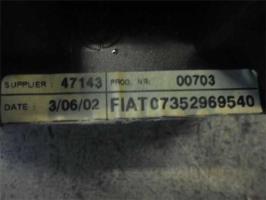 SUPPLIER : 47143 PROD. NR. 00703
DATE : 3/06/02 FIAT07352969540